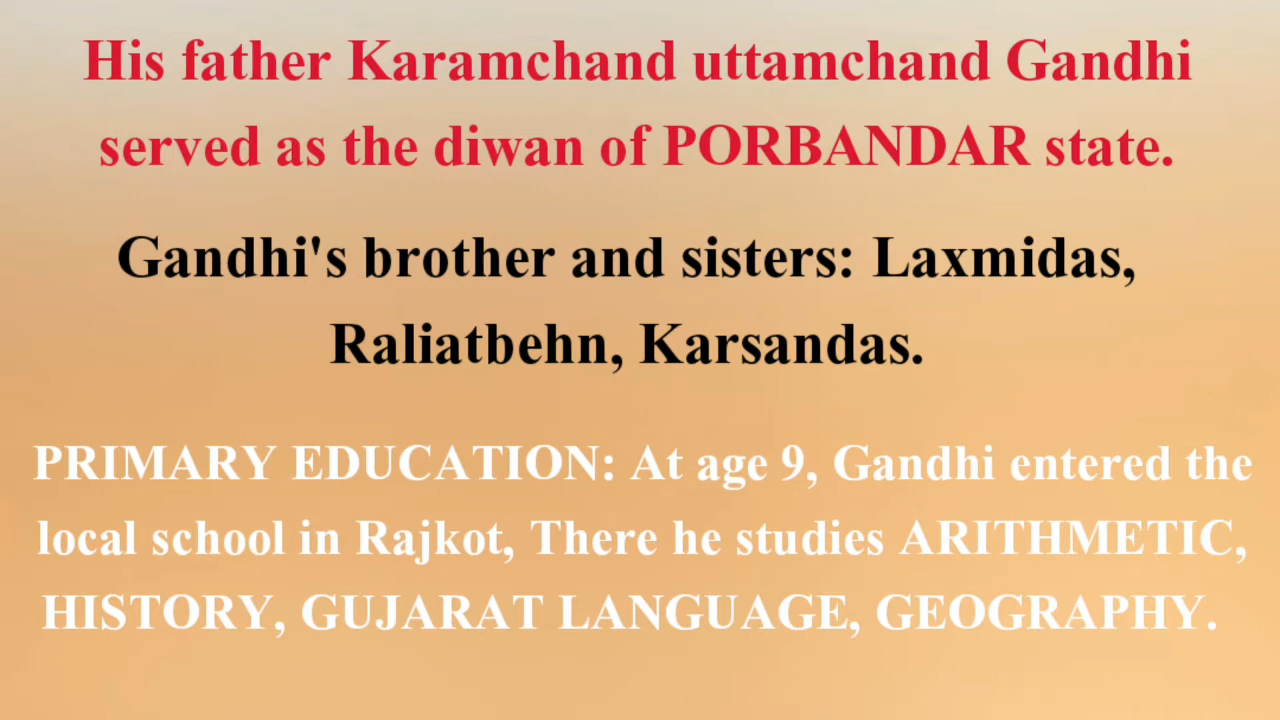 His father Karamchand uttamchand Gandhi
served as the diwan of PORBANDAR state.
Gandhi's brother and sisters: Laxmidas,
Raliatbehn, Karsandas.
PRIMARY EDUCATION: At age 9, Gandhi entered the
local school in Rajkot, There he studies ARITHMETIC,
HISTORY, GUJARAT LANGUAGE, GEOGRAPHY.